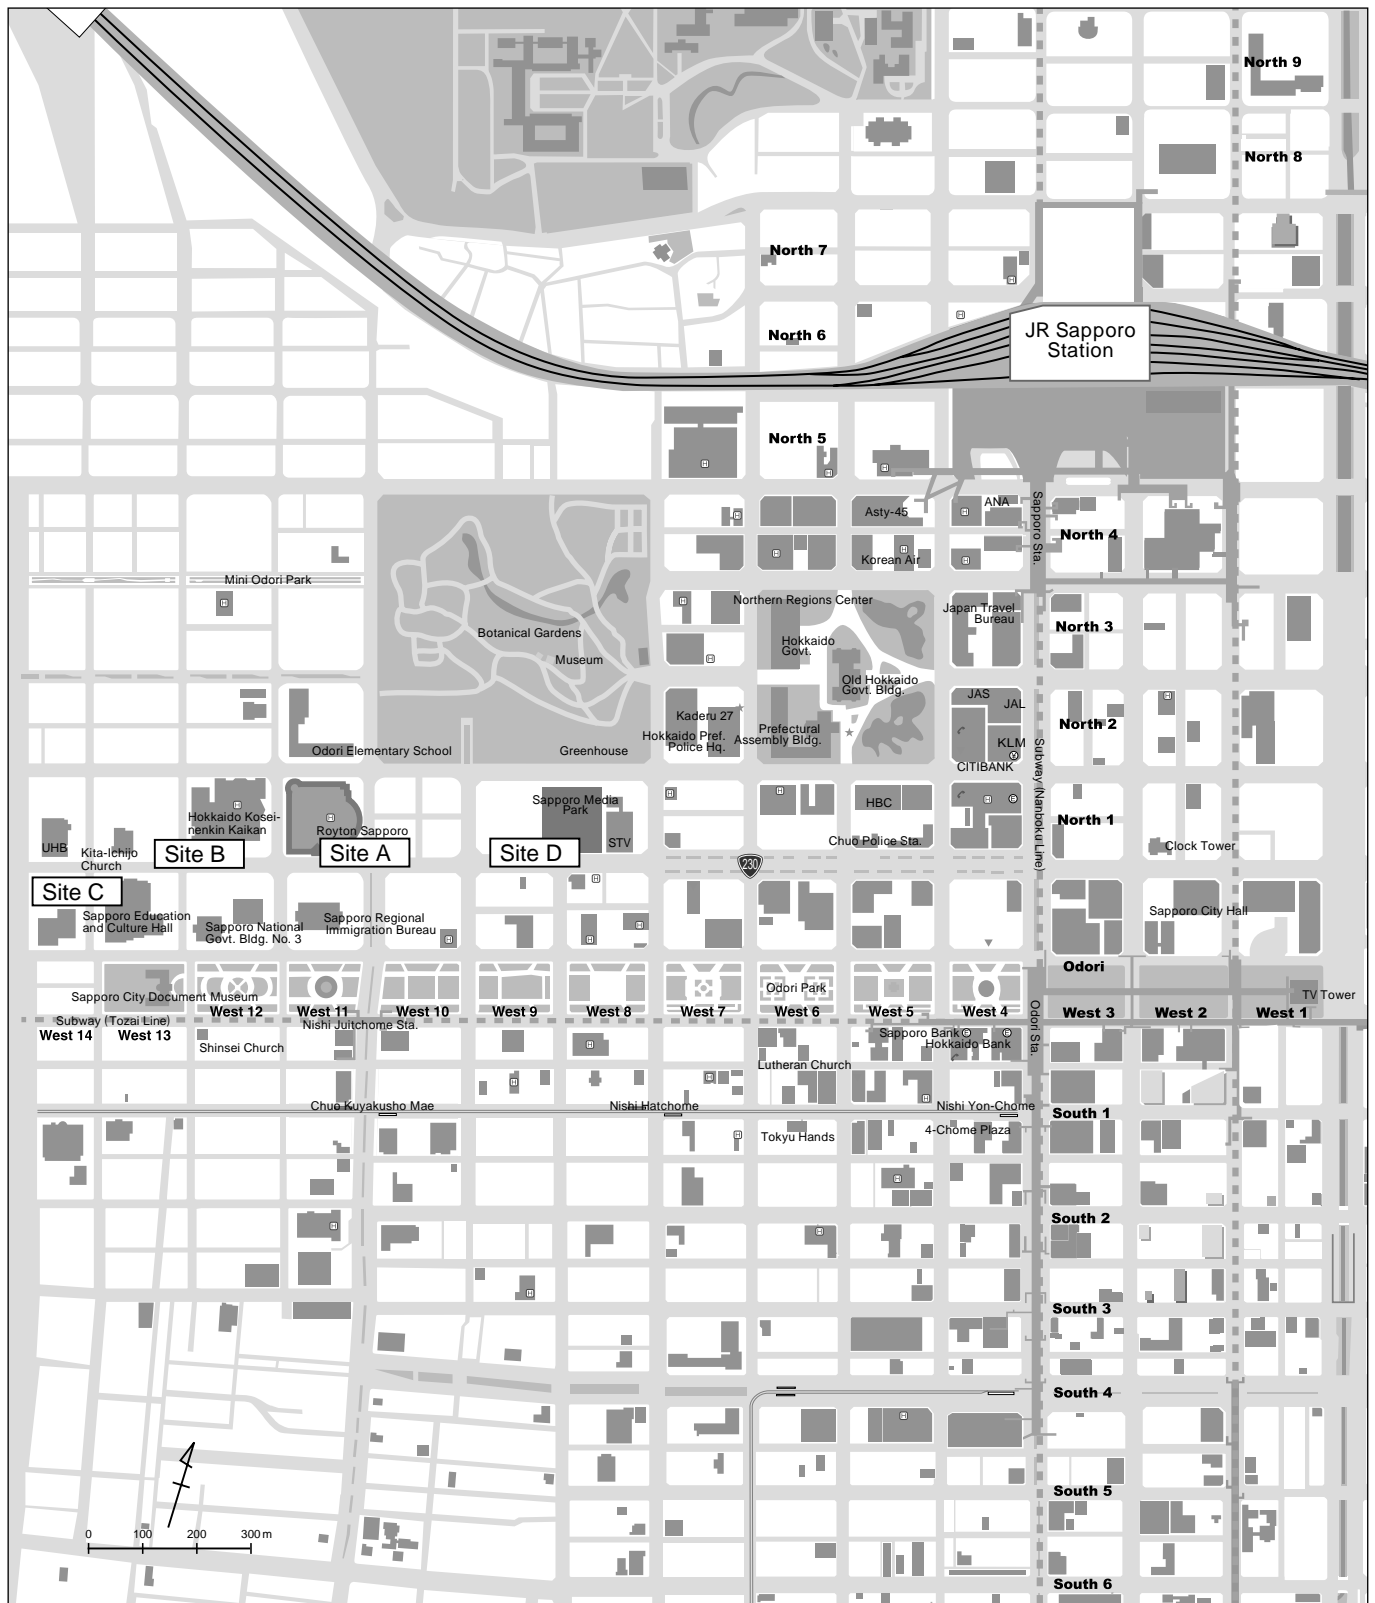 North 9
North 8
North 7
North 6
JR Sapporo
Station
North 5
Asty-45
ANA
Sapporo Sta.
North 4
Korean Air
Mini Odori Park
Northern Regions Center
Japan Travel
Bureau
North 3
Botanical Gardens
Museum
Hokkaido
Govt.
Old Hokkaido
Govt. Bldg.
JAS
JAL
Kaderu 27
North 2
Prefectural
Assembly Bldg.
Hokkaido Pref.
Police Hq.
KLM
Odori Elementary School
Greenhouse
CITIBANK
Subway (Nanboku Line)
Sapporo Media
Park
HBC
Hokkaido Kosei-
nenkin Kaikan
Royton Sapporo
North 1
UHB
Kita-Ichijo
Church
STV
Chuo Police Sta.
Clock Tower
Site B
Site A
Site D
230
Site C
Sapporo Education
and Culture Hall
Sapporo National
Govt. Bldg. No. 3
Sapporo Regional
Immigration Bureau
Sapporo City Hall
Odori
Sapporo City Document Museum
Odori Park
TV Tower
West 12
West 11
West 10
West 9
West 8
West 7
West 6
West 5
West 4
West 3
West 2
West 1
Subway (Tozai Line)
Nishi Juitchome Sta.
West 14
West 13
Odori Sta.
Shinsei Church
Sapporo Bank
Hokkaido Bank
Lutheran Church
Chuo Kuyakusho Mae
Nishi Hatchome
Nishi Yon-Chome
South 1
Tokyu Hands
4-Chome Plaza
South 2
South 3
South 4
South 5
0 100 200 300 m
South 6